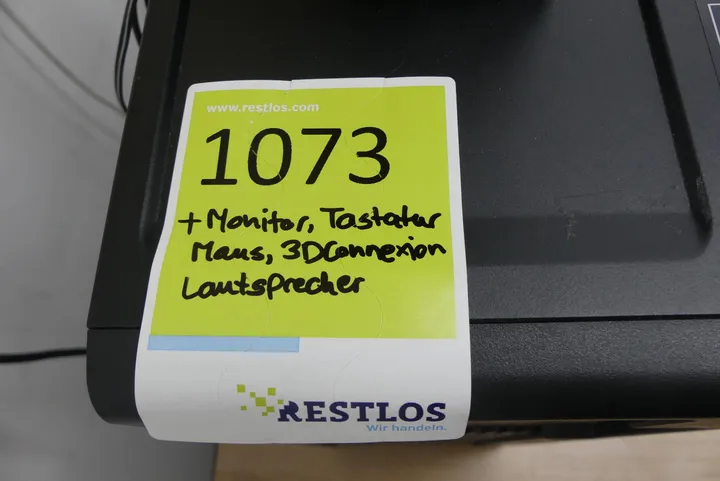 www.restlos.com
1073
+ Monitor, Tastatur
Maus, 3DConnexion
Lautsprecher
RESTLOS
Wir handeln.